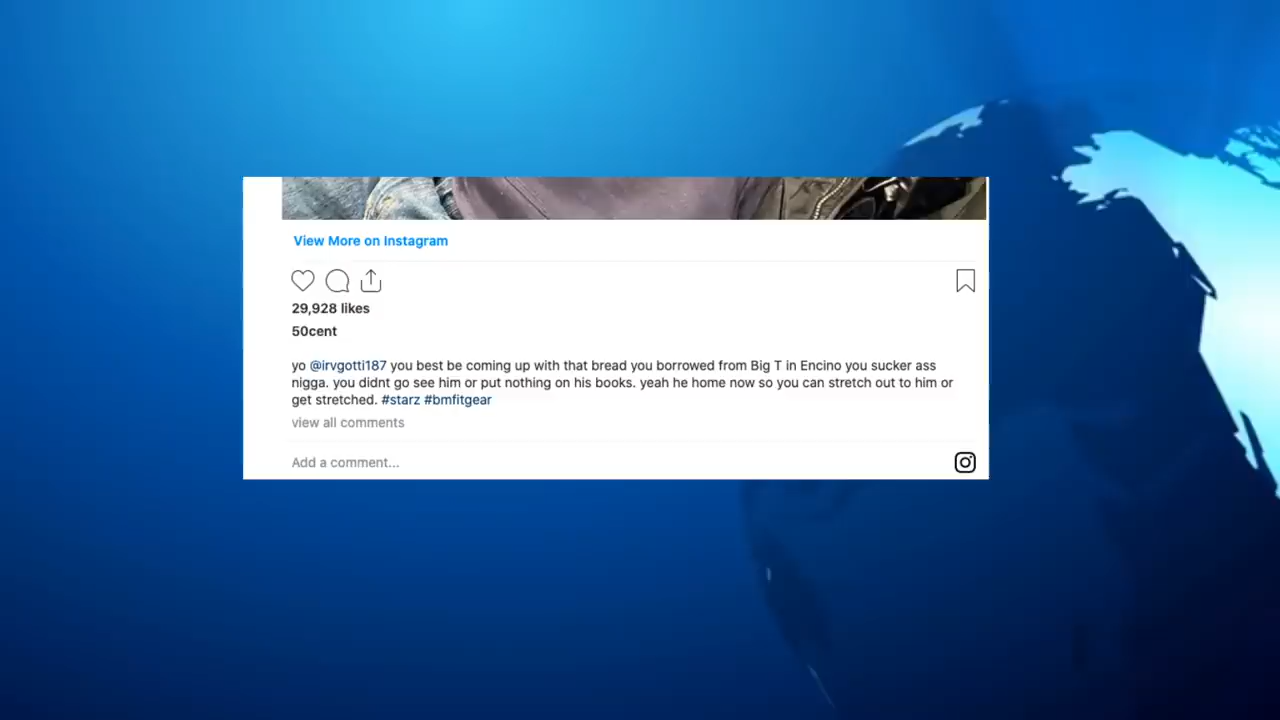 View More on Instagram
29,928 likes
50cent
yo @irvgotti187 you best be coming up with that bread you borrowed from Big T in Encino you sucker ass
nigga. you didnt go see him or put nothing on his books. yeah he home now so you can stretch out to him or
get stretched. #starz #bmfitgear
view all comments
Add a comment...